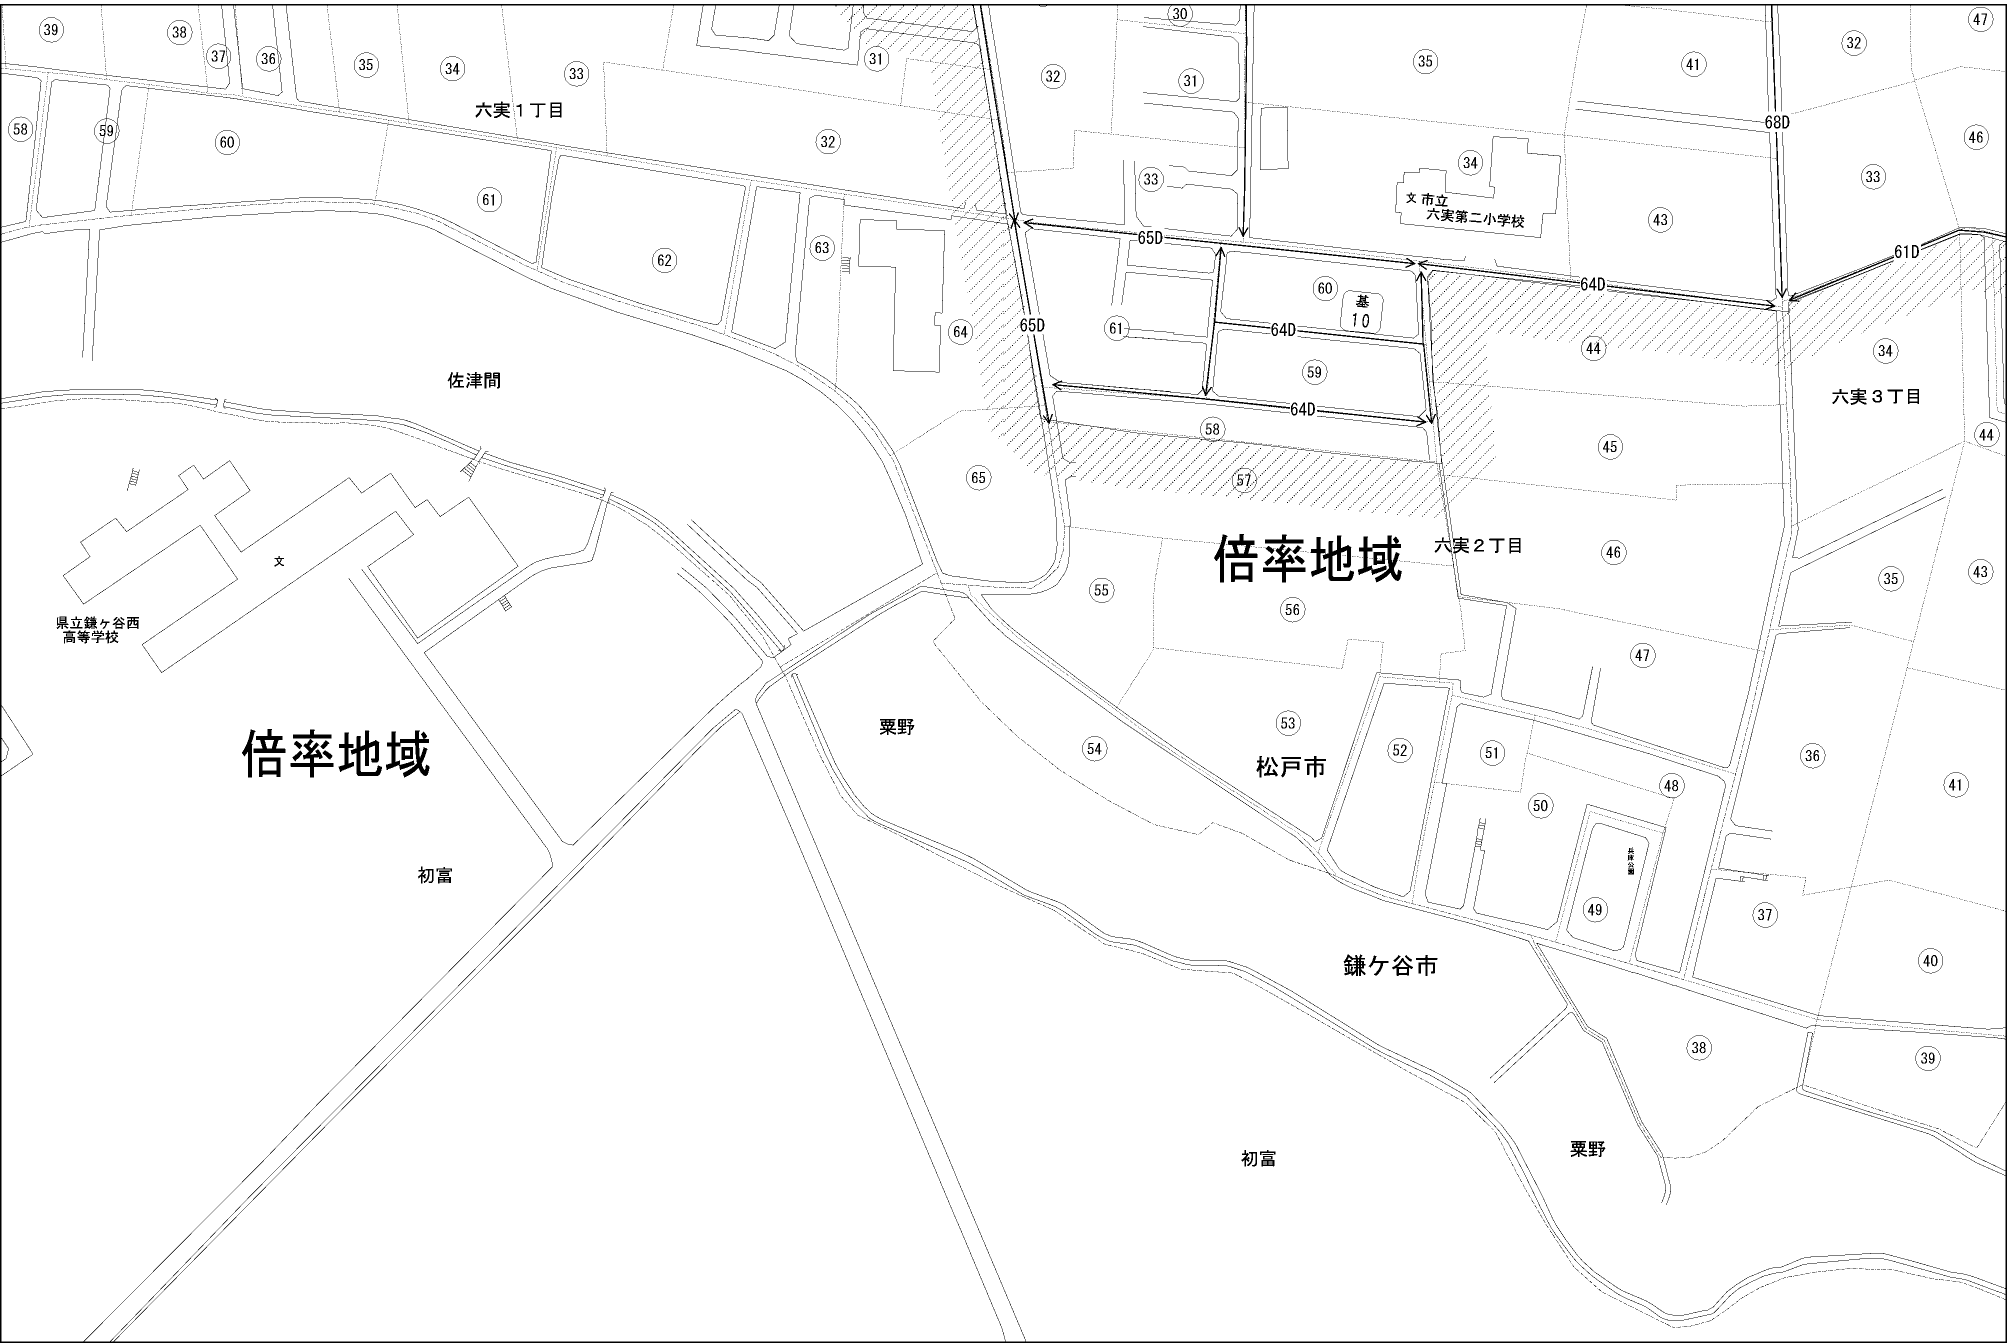 39
38
37
36
35
34
33
31
32
30
31
35
41
32
47
六実１丁目
58
59
60
32
33
34
68D
46
33
文 市立
六実第二小学校
43
61
62
63
64
65D
65D
60
基
10
64D
61D
61
64D
44
34
59
64D
58
佐津間
六実３丁目
44
45
65
57
文
倍率地域
六実２丁目
46
35
43
県立鎌ヶ谷西
高等学校
55
56
47
倍率地域
粟野
54
53
松戸市
52
51
48
50
36
41
兵庫公園
初富
49
37
鎌ケ谷市
40
38
39
粟野
初富